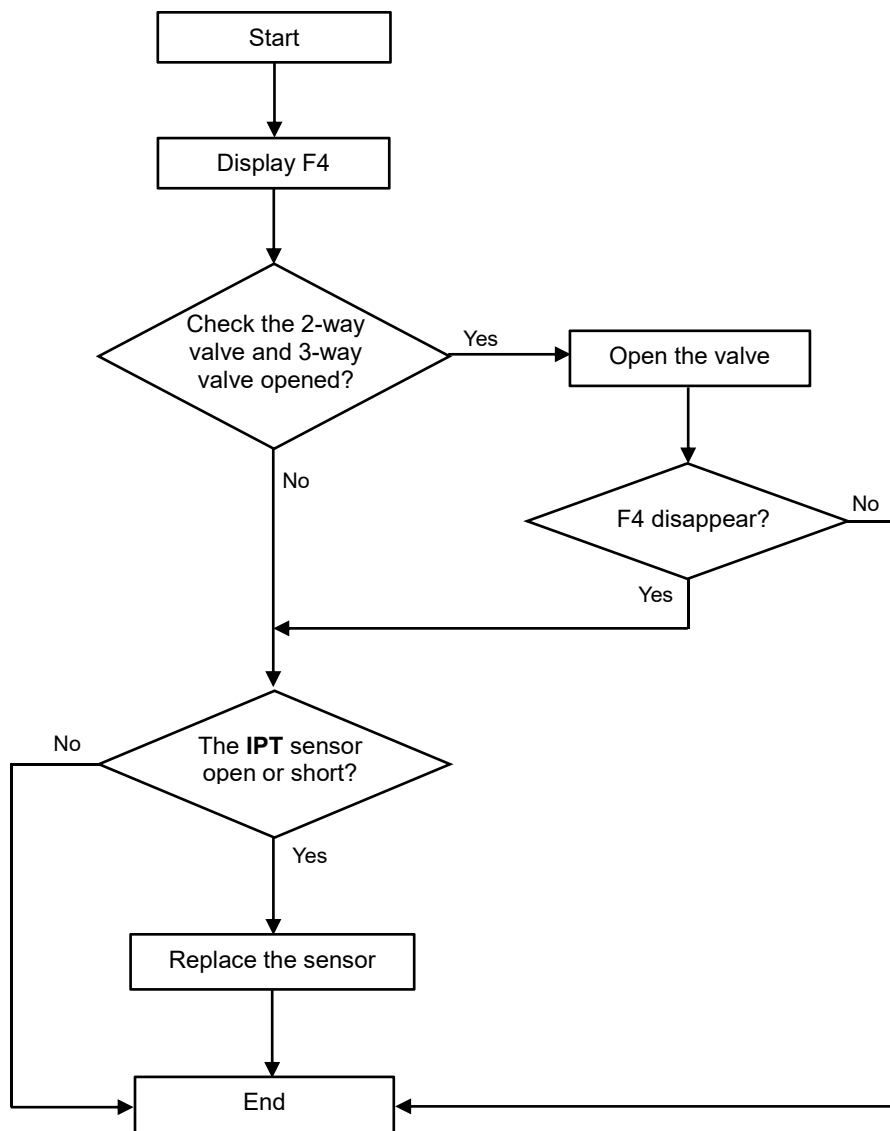 Start
Display F4
Check the 2-way
valve and 3-way
valve opened?
Yes
Open the valve
No
F4 disappear?
No
Yes
No
The IPT sensor
open or short?
Yes
Replace the sensor
End